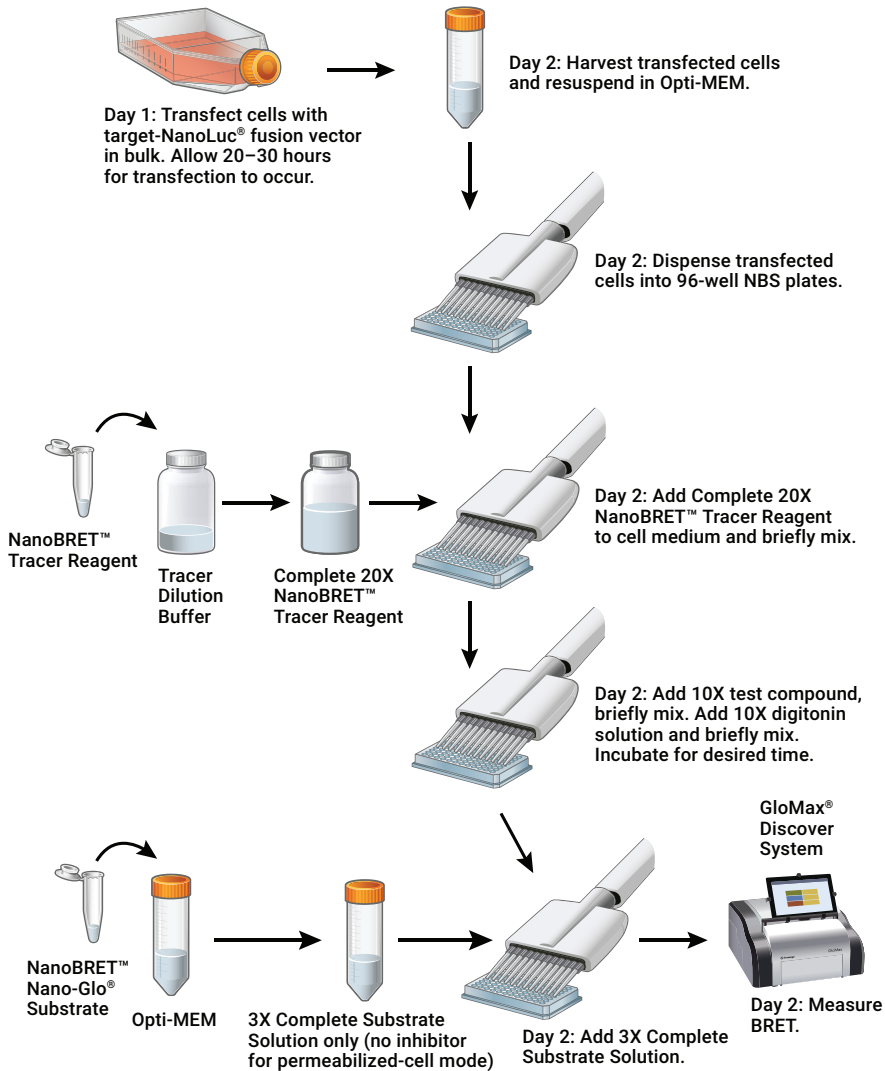 Day 1: Transfect cells with
target-NanoLuc® fusion vector
in bulk. Allow 20–30 hours
for transfection to occur.
Day 2: Harvest transfected cells
and resuspend in Opti-MEM.
Day 2: Dispense transfected
cells into 96-well NBS plates.
NanoBRET™
Tracer Reagent
Tracer
Dilution
Buffer
Complete 20X
NanoBRET™
Tracer Reagent
Day 2: Add Complete 20X
NanoBRET™ Tracer Reagent
to cell medium and briefly mix.
Day 2: Add 10X test compound,
briefly mix. Add 10X digitonin
solution and briefly mix.
Incubate for desired time.
NanoBRET™
Nano-Glo®
Substrate
Opti-MEM
3X Complete Substrate
Solution only (no inhibitor
for permeabilized-cell mode)
Day 2: Add 3X Complete
Substrate Solution.
GloMax®
Discover
System
GloMax
Day 2: Measure
BRET.